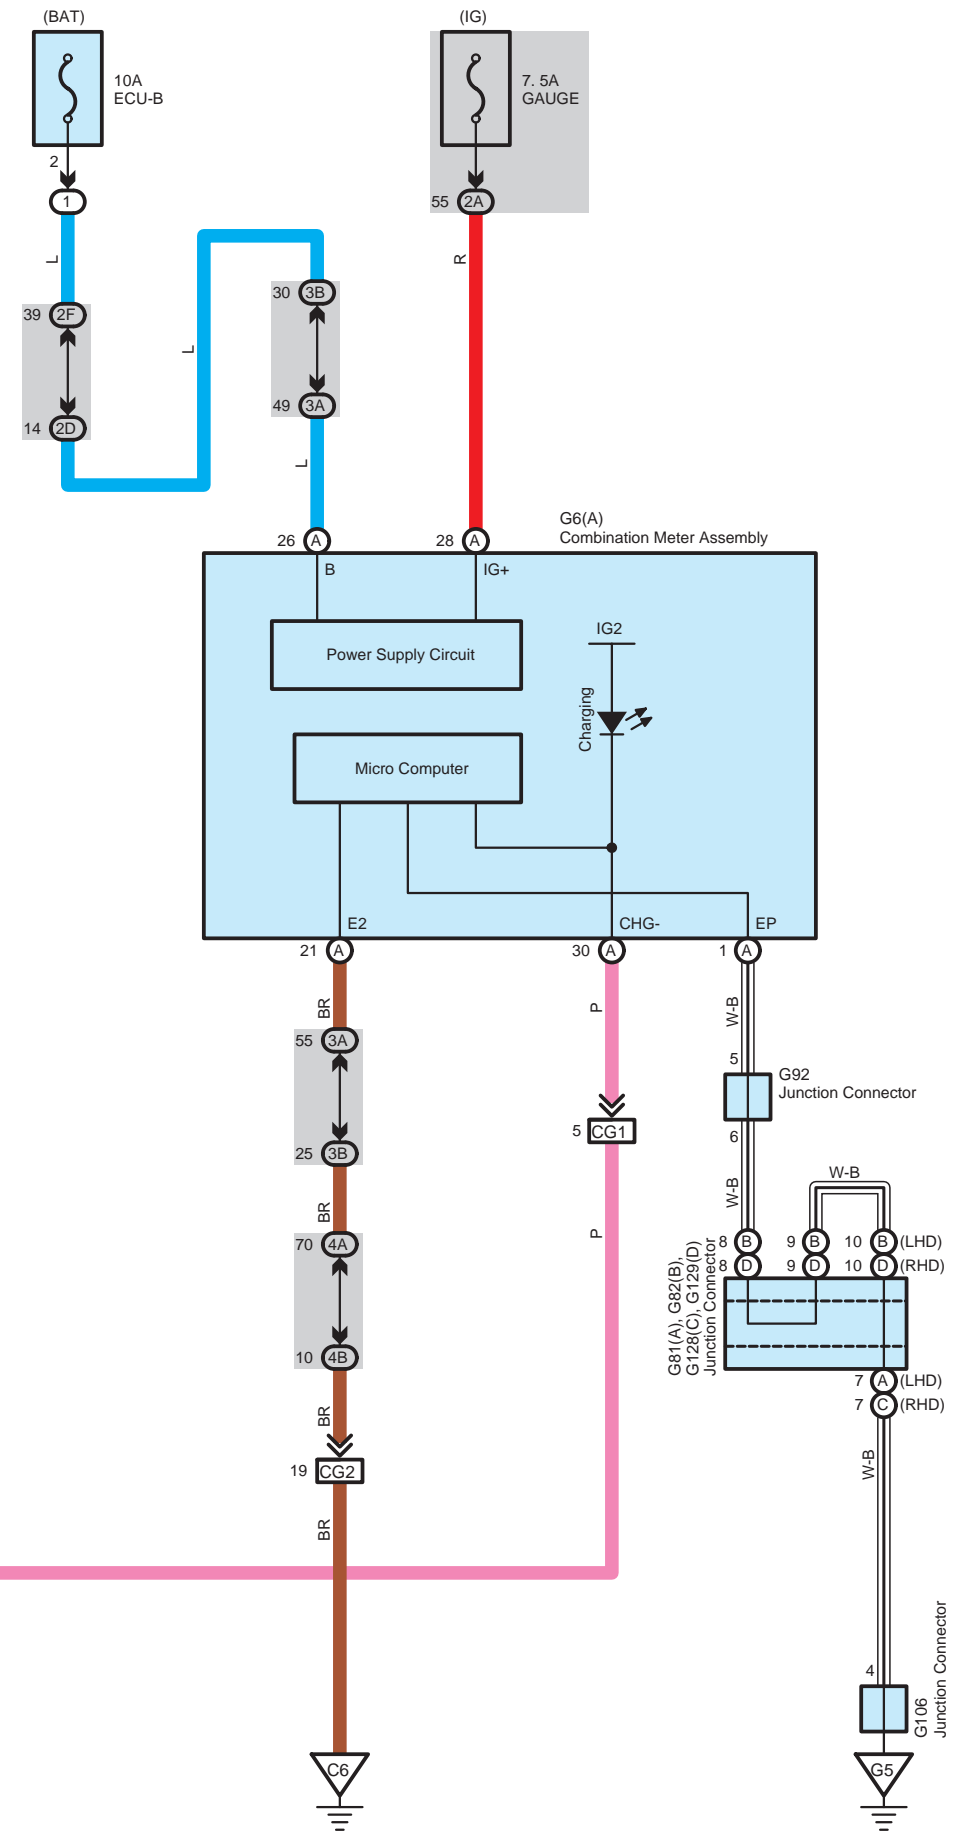 (BAT)
(IG)
10A
ECU-B
7. 5A
GAUGE
2
1
55 2A
L
R
39 2F
30 3B
L
49 3A
14 2D
L
G6(A)
Combination Meter Assembly
26 A
28 A
B
IG+
IG2
Power Supply Circuit
Charging
Micro Computer
E2
CHG-
EP
21 A
30 A
1 A
BR
P
W-B
55 3A
5
G92
Junction Connector
5 CG1
6
25 3B
W-B
W-B
BR
P
70 4A
8 B
9 B
10 B (LHD)
8 D
9 D
10 D (RHD)
G81(A), G82(B),
G128(C), G129(D)
Junction Connector
10 4B
7 A (LHD)
7 C (RHD)
BR
W-B
19 CG2
BR
4
G106
Junction Connector
C6
G5